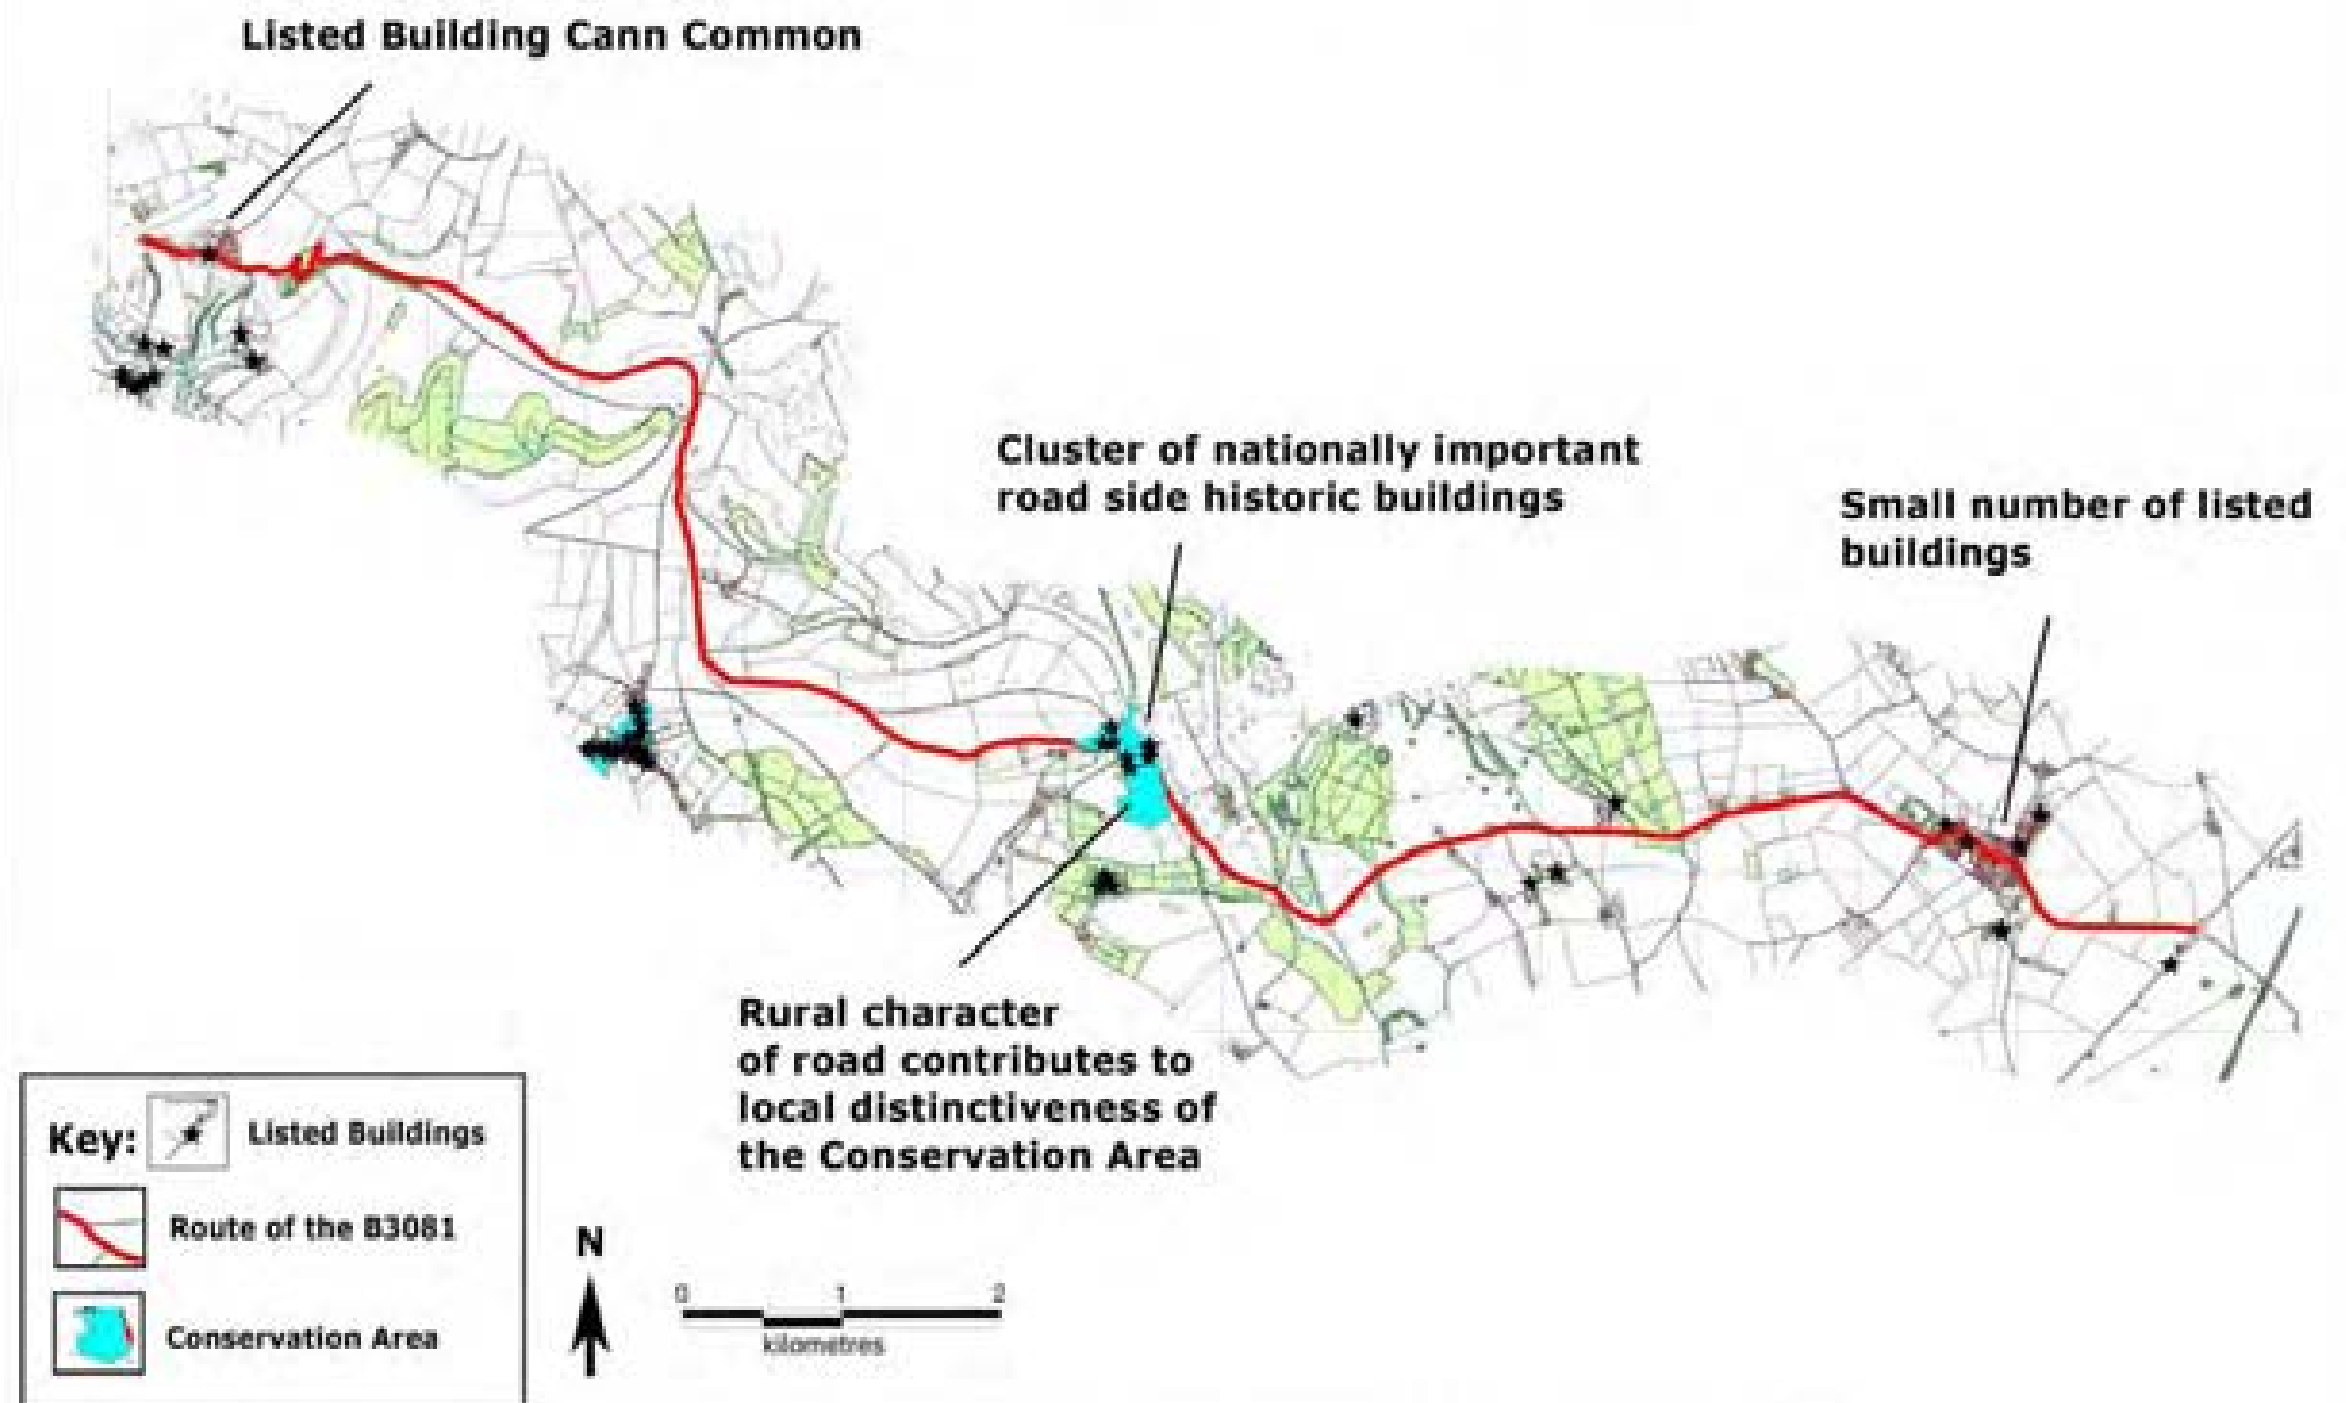 Listed Building Cann Common
Cluster of nationally important
road side historic buildings
Small number of listed
buildings
Rural character
of road contributes to
local distinctiveness of
the Conservation Area
Key:
Listed Buildings
Route of the B3081
Conservation Area
N
0 1 2
kilometres